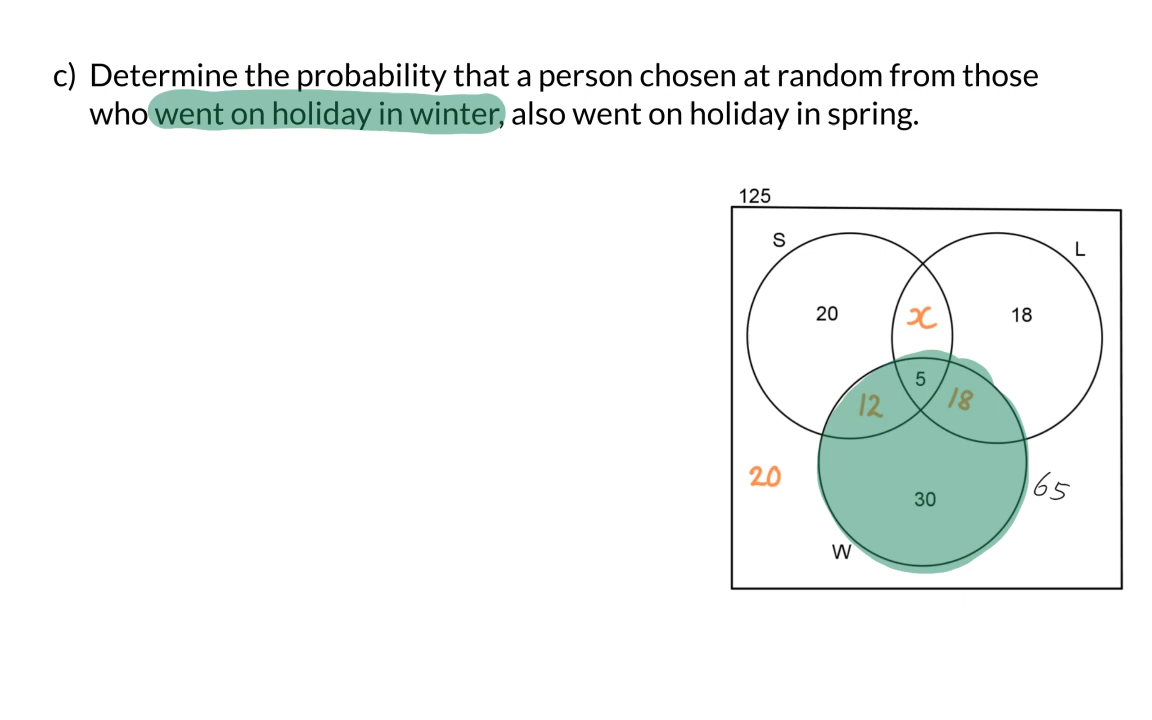 c) Determine the probability that a person chosen at random from those
who went on holiday in winter, also went on holiday in spring.
125
S
L
20
x
18
5
12
18
20
30
65
W